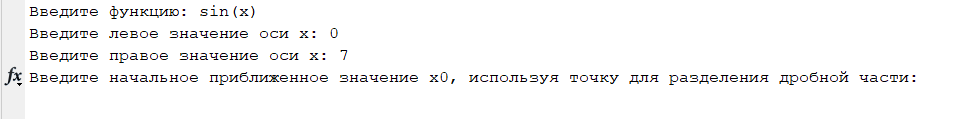 Введите функцию: sin(x)
Введите левое значение оси x: 0
Введите правое значение оси x: 7
fx Введите начальное приближенное значение x0, используя точку для разделения дробной части: